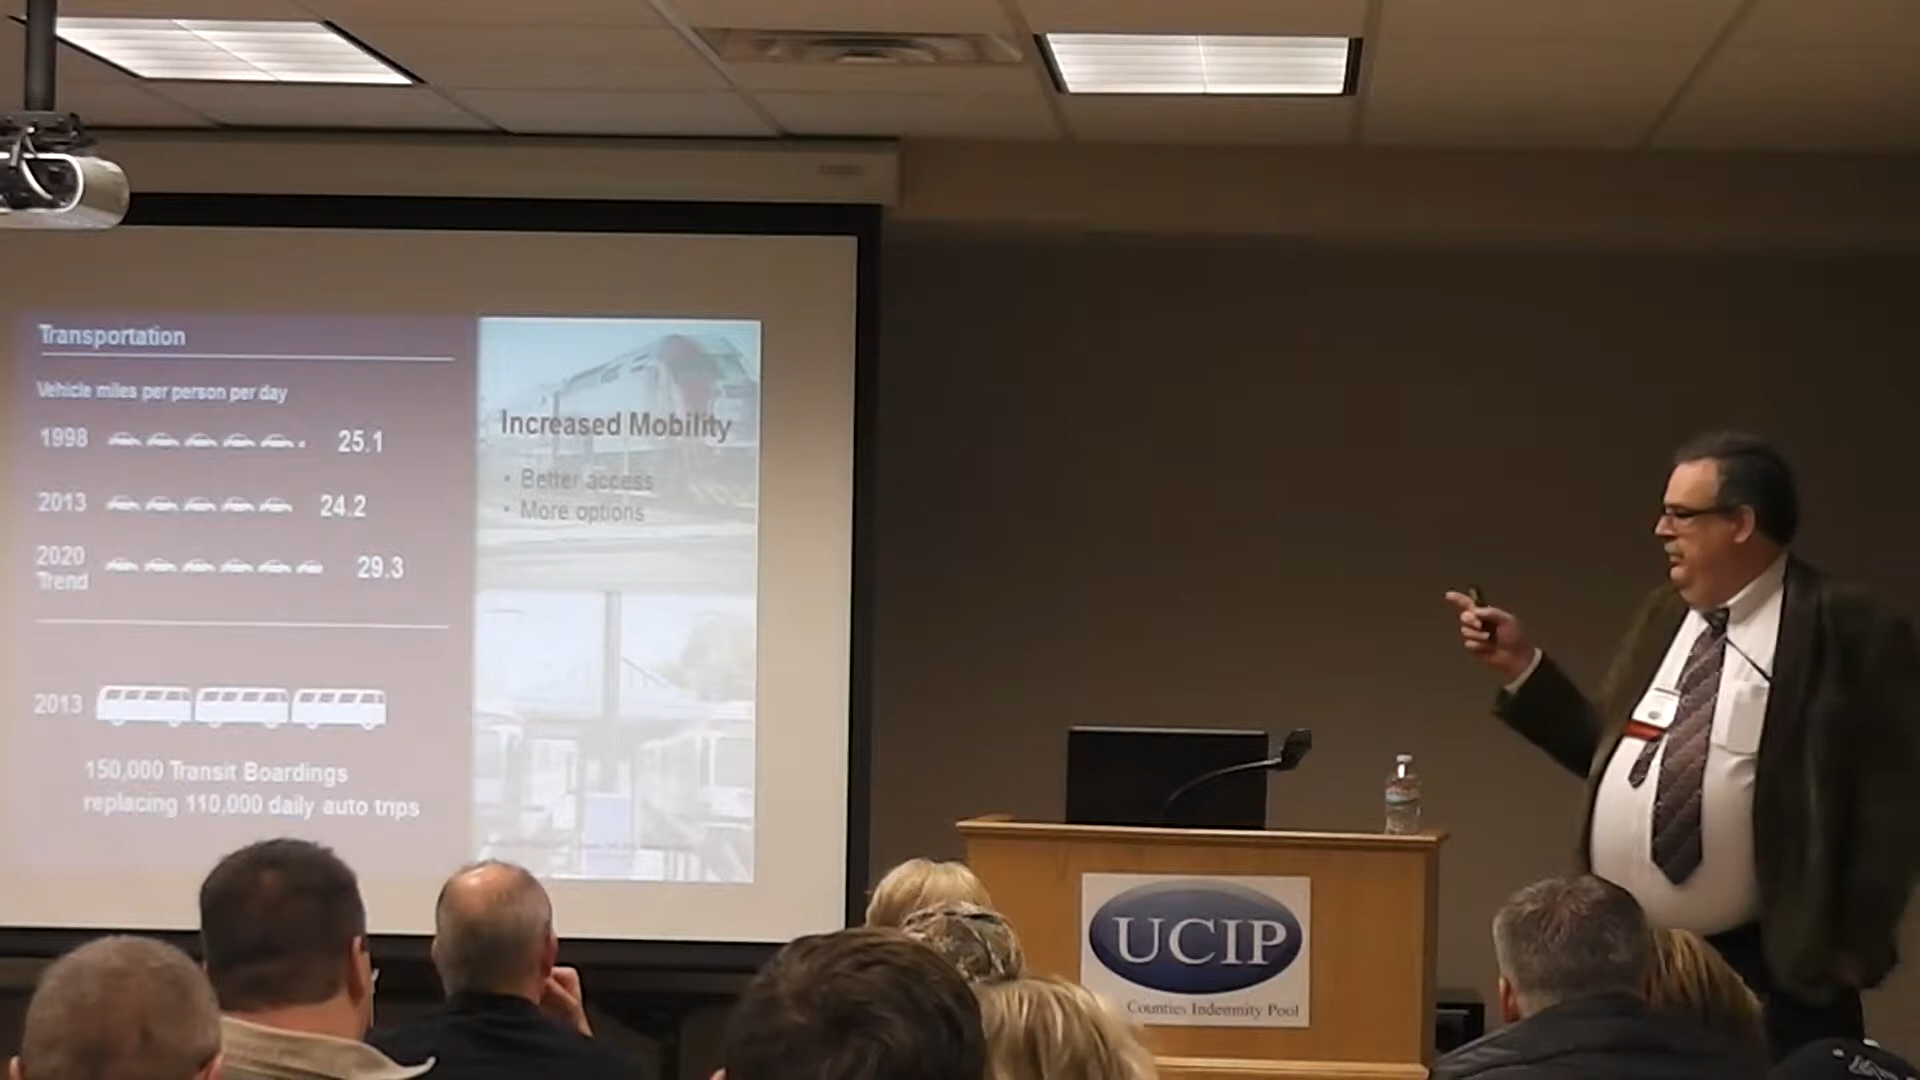 Transportation
Vehicle miles per person per day
1998 25.1
2013 24.2
2020 Trend 29.3
2013
150,000 Transit Boardings
replacing 110,000 daily auto trips
Increased Mobility
• Better access
• More options
UCIP
Counties Indemnity Pool